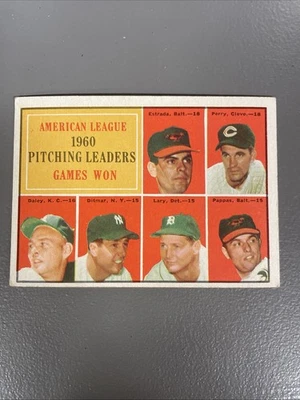 AMERICAN LEAGUE
1960
PITCHING LEADERS
GAMES WON
Estrada, Balt.—18
Perry, Cleve.—18
Daley, K. C.—16
Ditmar, N. Y.—15
Lary, Det.—15
Pappas, Balt.—15